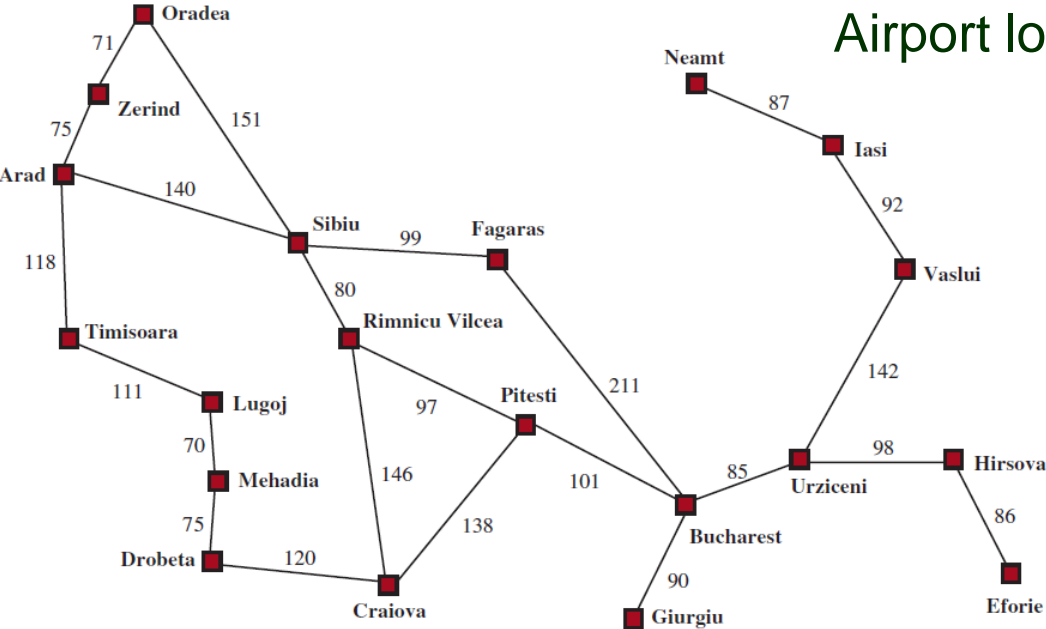 Oradea
Airport lo
71
Neamt
Zerind
87
151
75
Iasi
Arad
140
92
Sibiu
Fagaras
99
118
Vaslui
80
Timisoara
Rimnicu Vilcea
142
111
Lugoj
97
Pitesti
211
70
Mehadia
146
101
85
98
Hirsova
Urziceni
75
138
86
Bucharest
Drobeta
120
90
Craiova
Giurgiu
Eforie